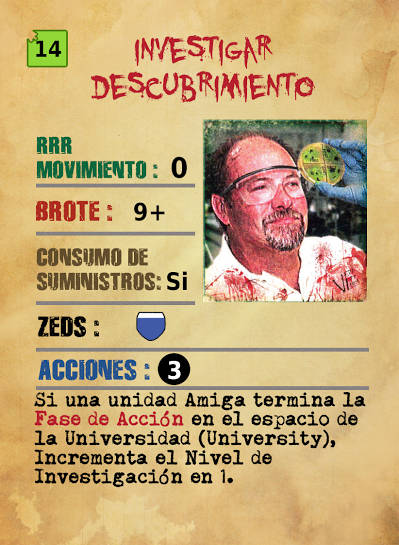 14
INVESTIGAR
DESCUBRIMIENTO
RRR
MOVIMIENTO : 0
BROTE : 9+
CONSUMO DE
SUMINISTROS: Si
ZEDS :
ACCIONES : 3
Si una unidad Amiga termina la
Fase de Acción en el espacio de
la Universidad (University),
Incrementa el Nivel de
Investigación en 1.